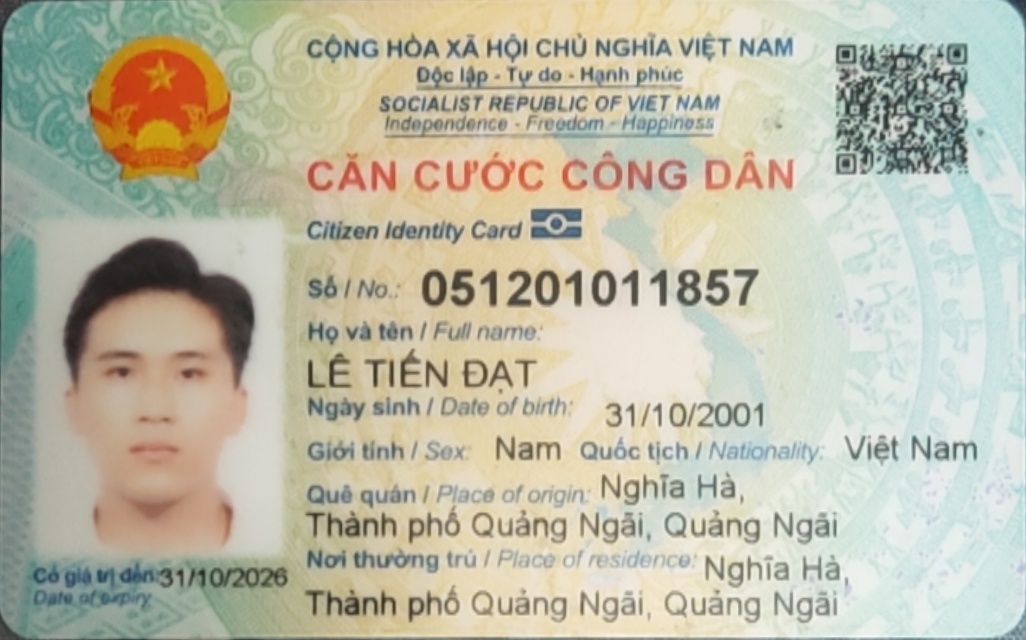 CỘNG HÒA XÃ HỘI CHỦ NGHĨA VIỆT NAM
Độc lập - Tự do - Hạnh phúc
SOCIALIST REPUBLIC OF VIET NAM
Independence - Freedom - Happiness
CĂN CƯỚC CÔNG DÂN
Citizen Identity Card
Số / No.: 051201011857
Họ và tên / Full name:
LÊ TIẾN ĐẠT
Ngày sinh / Date of birth: 31/10/2001
Giới tính / Sex: Nam Quốc tịch / Nationality: Việt Nam
Quê quán / Place of origin: Nghĩa Hà,
Thành phố Quảng Ngãi, Quảng Ngãi
Nơi thường trú / Place of residence: Nghĩa Hà,
Thành phố Quảng Ngãi, Quảng Ngãi
Có giá trị đến: 31/10/2026
Date of expiry